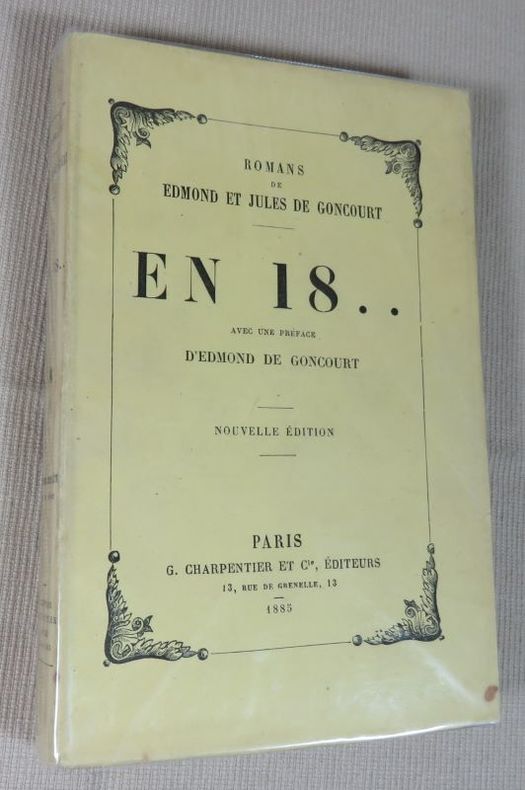 ROMANS
DE
EDMOND ET JULES DE GONCOURT
EN 18..
AVEC UNE PRÉFACE
D'EDMOND DE GONCOURT
NOUVELLE ÉDITION
PARIS
G. CHARPENTIER ET Cie, ÉDITEURS
13, RUE DE GRENELLE, 13
1885